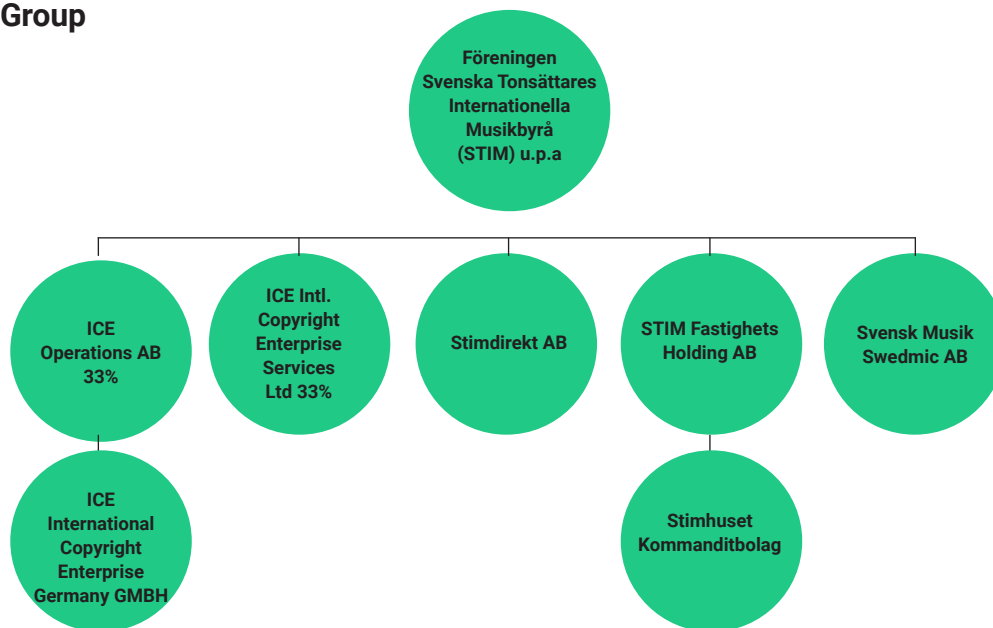 Group
Föreningen
Svenska Tonsättares
Internationella
Musikbyrå
(STIM) u.p.a
ICE
Operations AB
33%
ICE Intl.
Copyright
Enterprise
Services
Ltd 33%
Stimdirekt AB
STIM Fastighets
Holding AB
Svensk Musik
Swedmic AB
ICE
International
Copyright
Enterprise
Germany GMBH
Stimhuset
Kommanditbolag